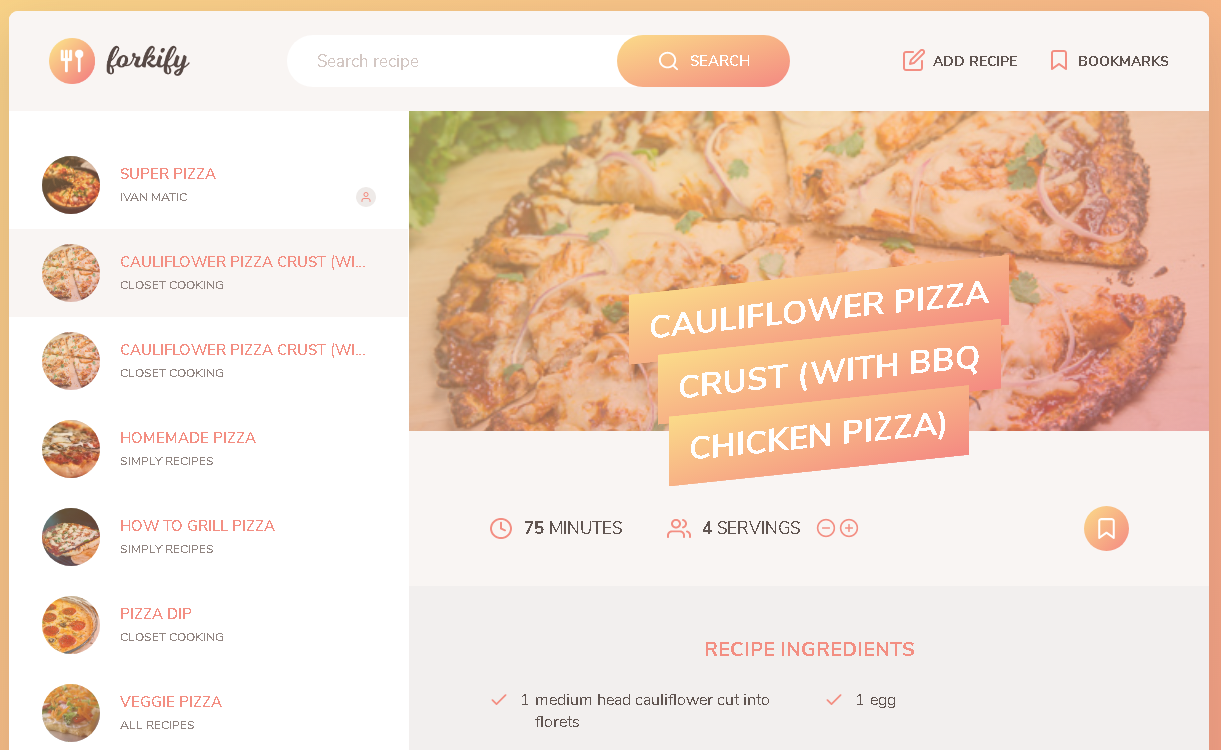 forkify
Search recipe
SEARCH
ADD RECIPE
BOOKMARKS
SUPER PIZZA
IVAN MATIC
CAULIFLOWER PIZZA CRUST (WI...
CLOSET COOKING
CAULIFLOWER PIZZA CRUST (WI...
CLOSET COOKING
HOMEMADE PIZZA
SIMPLY RECIPES
HOW TO GRILL PIZZA
SIMPLY RECIPES
PIZZA DIP
CLOSET COOKING
VEGGIE PIZZA
ALL RECIPES
CAULIFLOWER PIZZA
CRUST (WITH BBQ
CHICKEN PIZZA)
75 MINUTES
4 SERVINGS
RECIPE INGREDIENTS
1 medium head cauliflower cut into
florets
1 egg